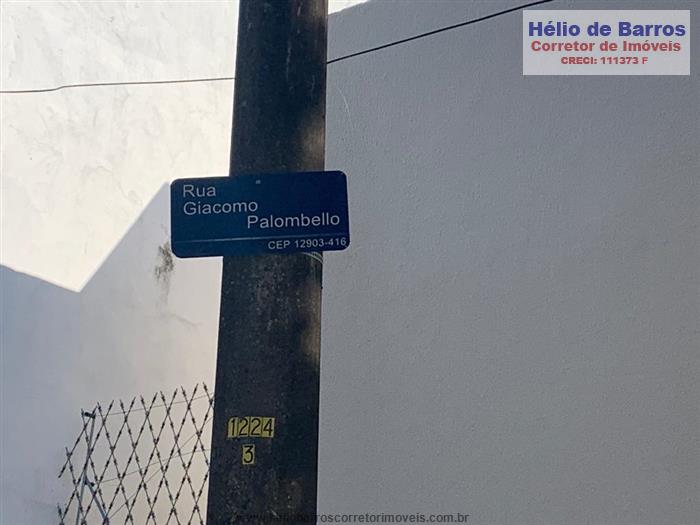 Hélio de Barros
Corretor de Imóveis
CRECI: 111373 F
Rua
Giacomo
Palombello
CEP 12903-416
1224
3